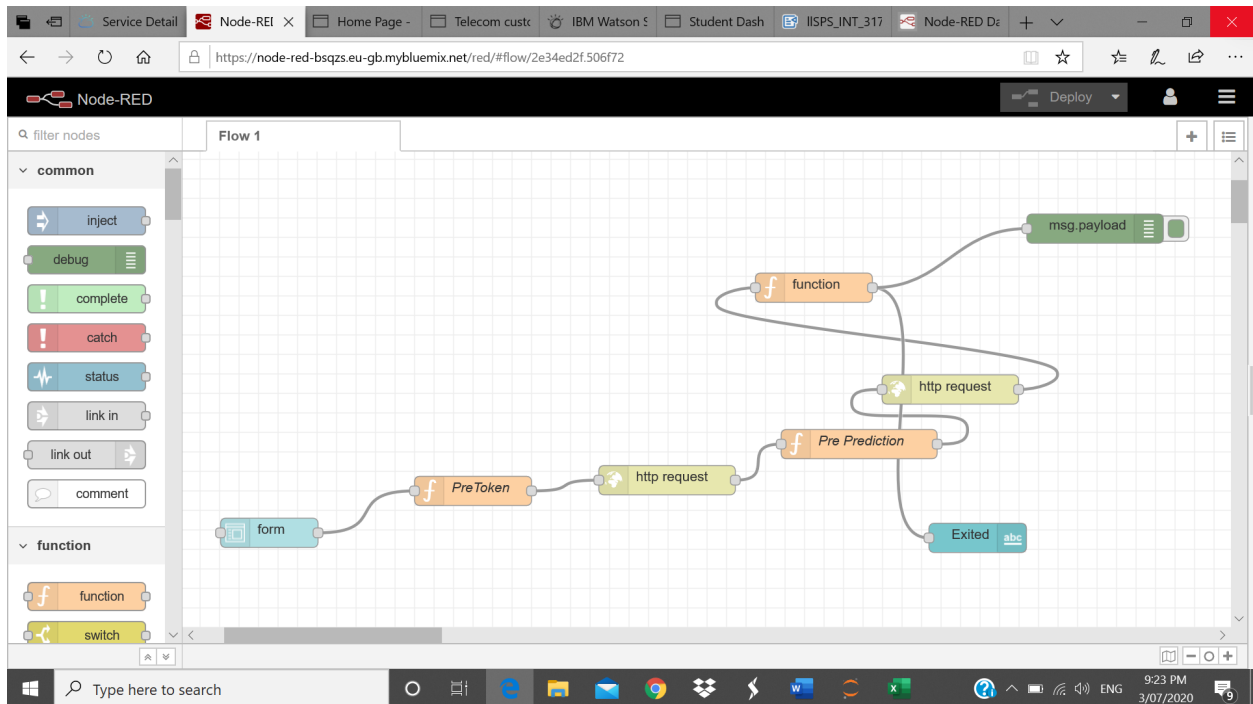 Service Detail
Node-REI
Home Page -
Telecom custo
IBM Watson S
Student Dash
IISPS_INT_317
Node-RED Da
https://node-red-bsqzs.eu-gb.mybluemix.net/red/#flow/2e34ed2f.506f72
Node-RED
Deploy
filter nodes
Flow 1
common
inject
debug
complete
catch
status
link in
link out
comment
function
function
switch
msg.payload
function
http request
Pre Prediction
http request
PreToken
form
Exited
abc
Type here to search
ENG
9:23 PM
3/07/2020
9